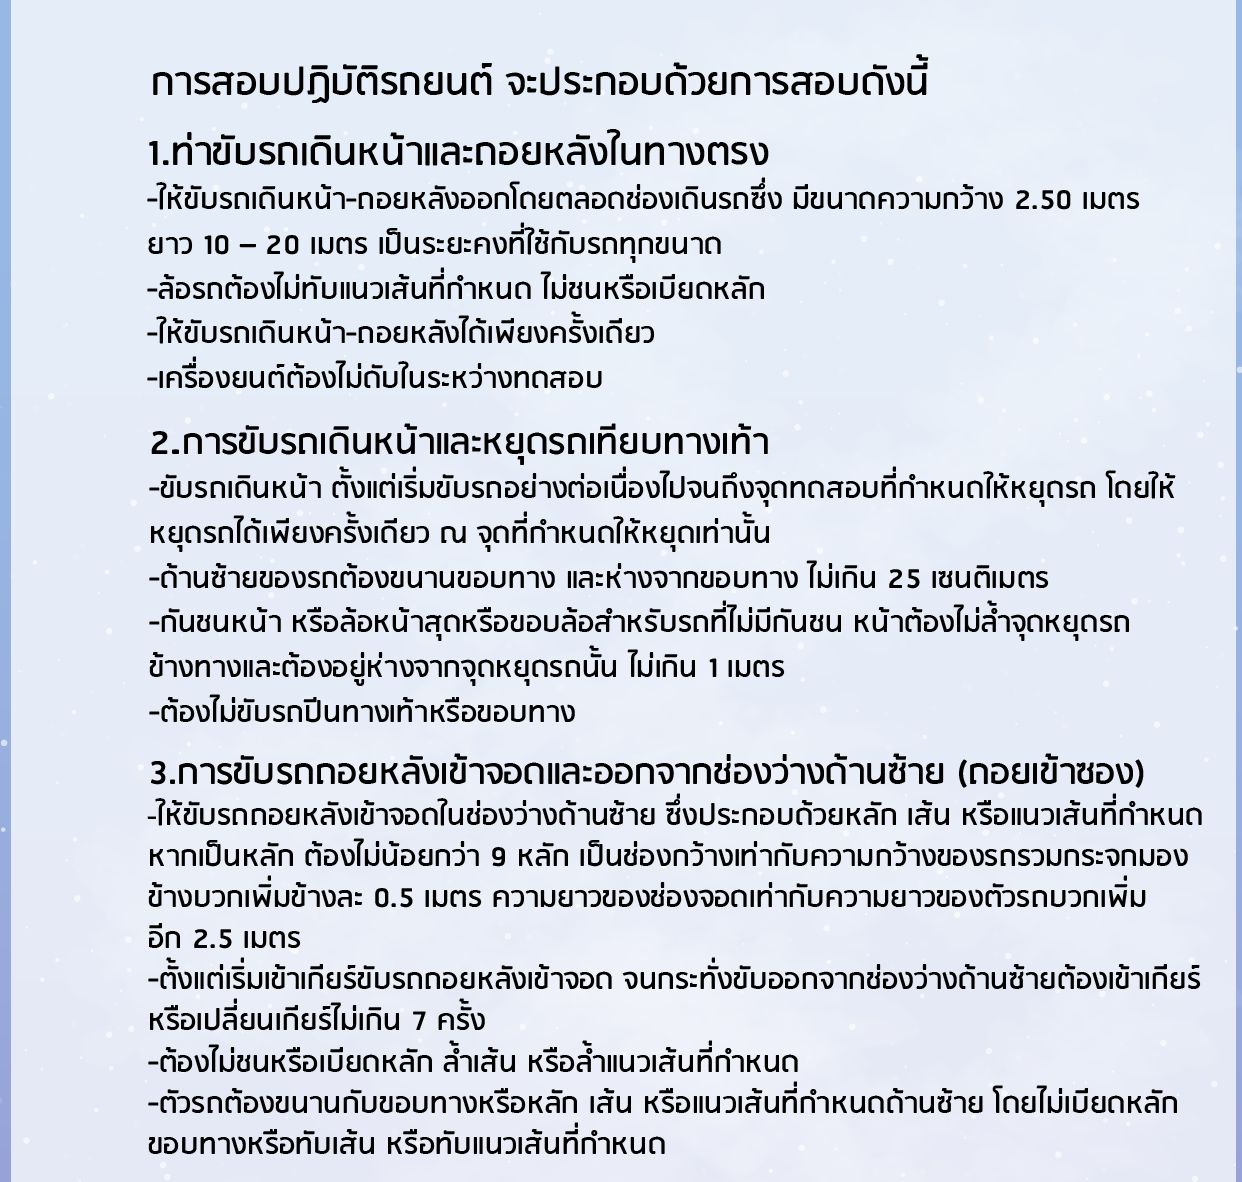 การสอบปฏิบัติรถยนต์ จะประกอบด้วยการสอบดังนี้
1.ท่าขับรถเดินหน้าและถอยหลังในทางตรง
-ให้ขับรถเดินหน้า-ถอยหลังออกโดยตลอดช่องเดินรถซึ่ง มีขนาดความกว้าง 2.50 เมตร
ยาว 10 – 20 เมตร เป็นระยะคงที่ใช้กับรถทุกขนาด
-ล้อรถต้องไม่ทับแนวเส้นที่กำหนด ไม่ชนหรือเบียดหลัก
-ให้ขับรถเดินหน้า-ถอยหลังได้เพียงครั้งเดียว
-เครื่องยนต์ต้องไม่ดับในระหว่างทดสอบ
2.การขับรถเดินหน้าและหยุดรถเทียบทางเท้า
-ขับรถเดินหน้า ตั้งแต่เริ่มขับรถอย่างต่อเนื่องไปจนถึงจุดทดสอบที่กำหนดให้หยุดรถ โดยให้
หยุดรถได้เพียงครั้งเดียว ณ จุดที่กำหนดให้หยุดเท่านั้น
-ด้านซ้ายของรถต้องขนานขอบทาง และห่างจากขอบทาง ไม่เกิน 25 เซนติเมตร
-กันชนหน้า หรือล้อหน้าสุดหรือขอบล้อสำหรับรถที่ไม่มีกันชน หน้าต้องไม่ล้ำจุดหยุดรถ
ข้างทางและต้องอยู่ห่างจากจุดหยุดรถนั้น ไม่เกิน 1 เมตร
-ต้องไม่ขับรถปีนทางเท้าหรือขอบทาง
3.การขับรถถอยหลังเข้าจอดและออกจากช่องว่างด้านซ้าย (ถอยเข้าซอง)
-ให้ขับรถถอยหลังเข้าจอดในช่องว่างด้านซ้าย ซึ่งประกอบด้วยหลัก เส้น หรือแนวเส้นที่กำหนด
หากเป็นหลัก ต้องไม่น้อยกว่า 9 หลัก เป็นช่องกว้างเท่ากับความกว้างของรถรวมกระจกมอง
ข้างบวกเพิ่มข้างละ 0.5 เมตร ความยาวของช่องจอดเท่ากับความยาวของตัวรถบวกเพิ่ม
อีก 2.5 เมตร
-ตั้งแต่เริ่มเข้าเกียร์ขับรถถอยหลังเข้าจอด จนกระทั่งขับออกจากช่องว่างด้านซ้ายต้องเข้าเกียร์
หรือเปลี่ยนเกียร์ไม่เกิน 7 ครั้ง
-ต้องไม่ชนหรือเบียดหลัก ล้ำเส้น หรือล้ำแนวเส้นที่กำหนด
-ตัวรถต้องขนานกับขอบทางหรือหลัก เส้น หรือแนวเส้นที่กำหนดด้านซ้าย โดยไม่เบียดหลัก
ขอบทางหรือทับเส้น หรือทับแนวเส้นที่กำหนด